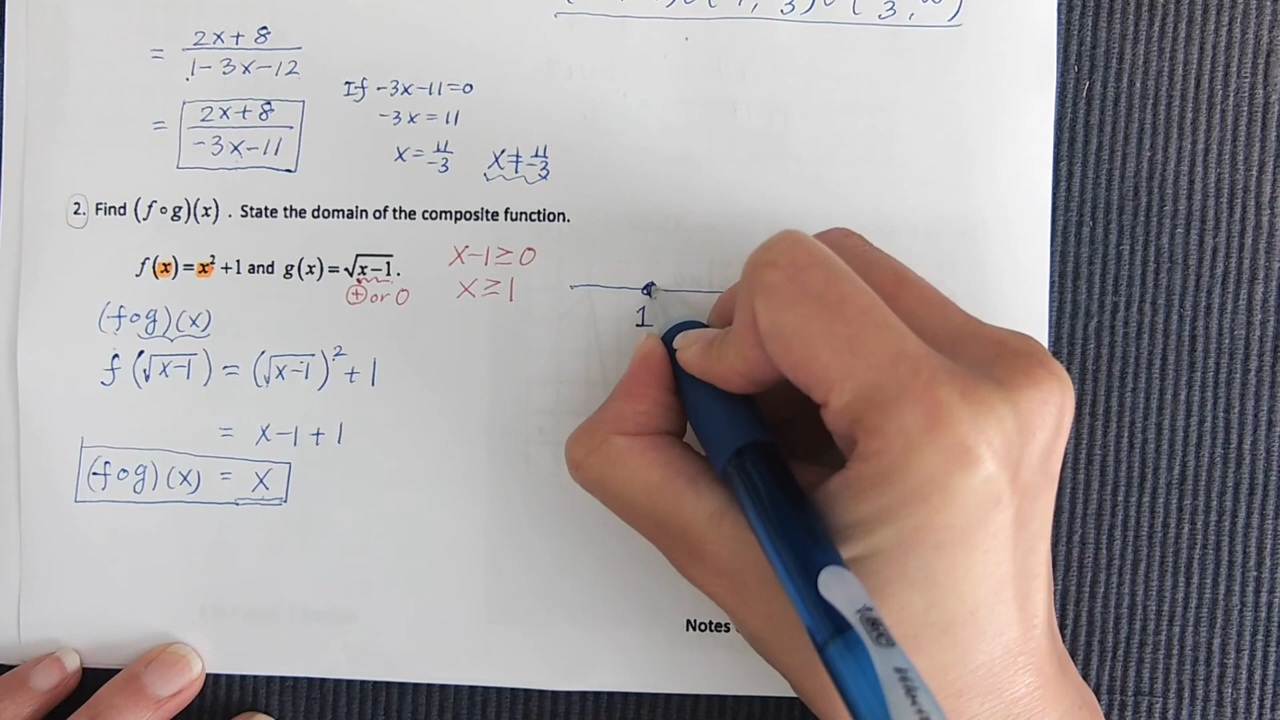 = 2x+8 / 1-3x-12
= 2x+8 / -3x-11
If -3x-11=0
-3x = 11
x = 11/-3
x ≠ 11/-3
2. Find (f∘g)(x). State the domain of the composite function.
f(x)=x²+1 and g(x)=√x−1.
⊕ or 0
x-1≥0
x≥1
1
(f∘g)(x)
f(√x-1) = (√x-1)²+1
= x-1+1
(f∘g)(x) = x
Notes